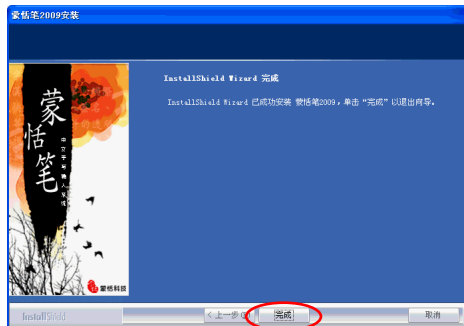 蒙恬笔2009安装
InstallShield Wizard 完成
InstallShield Wizard 已成功安装 蒙恬笔2009，单击“完成”以退出向导。
蒙恬笔
蒙恬科技
InstallShield
< 上一步(B)
完成
取消